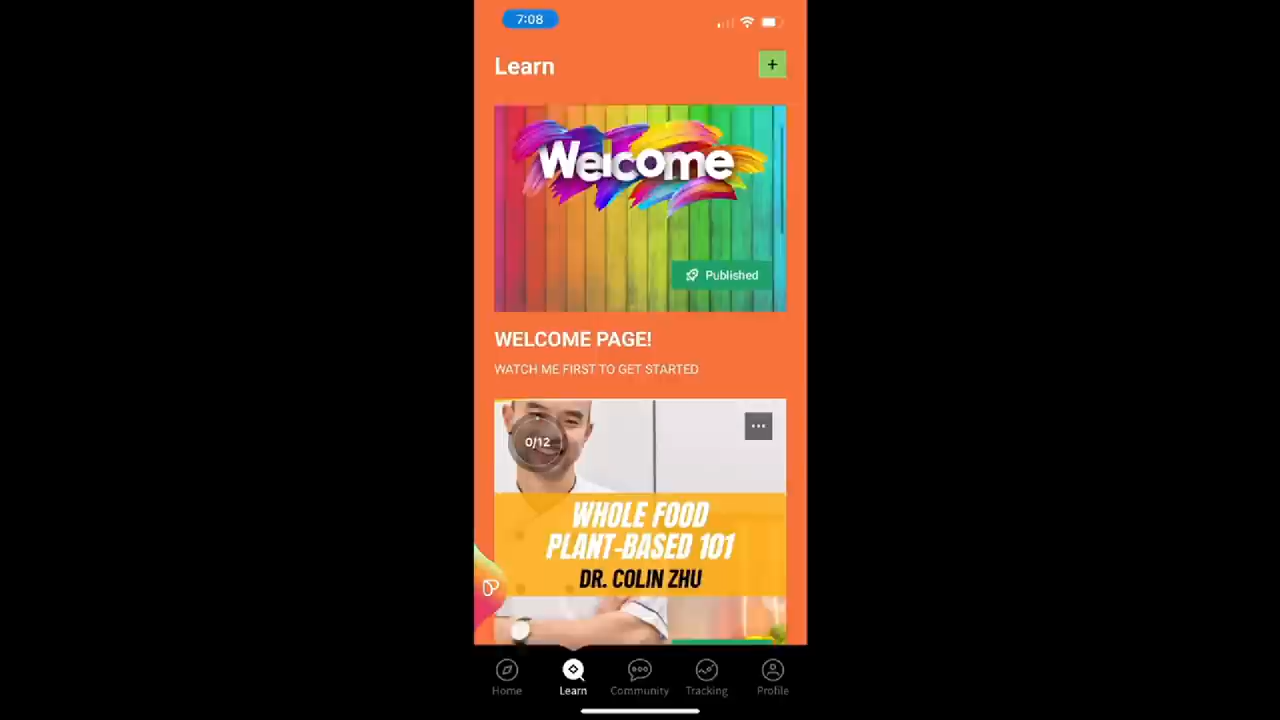 7:08
Learn
+
Welcome
Published
WELCOME PAGE!
WATCH ME FIRST TO GET STARTED
0/12
WHOLE FOOD
PLANT-BASED 101
DR. COLIN ZHU
Home
Learn
Community
Tracking
Profile